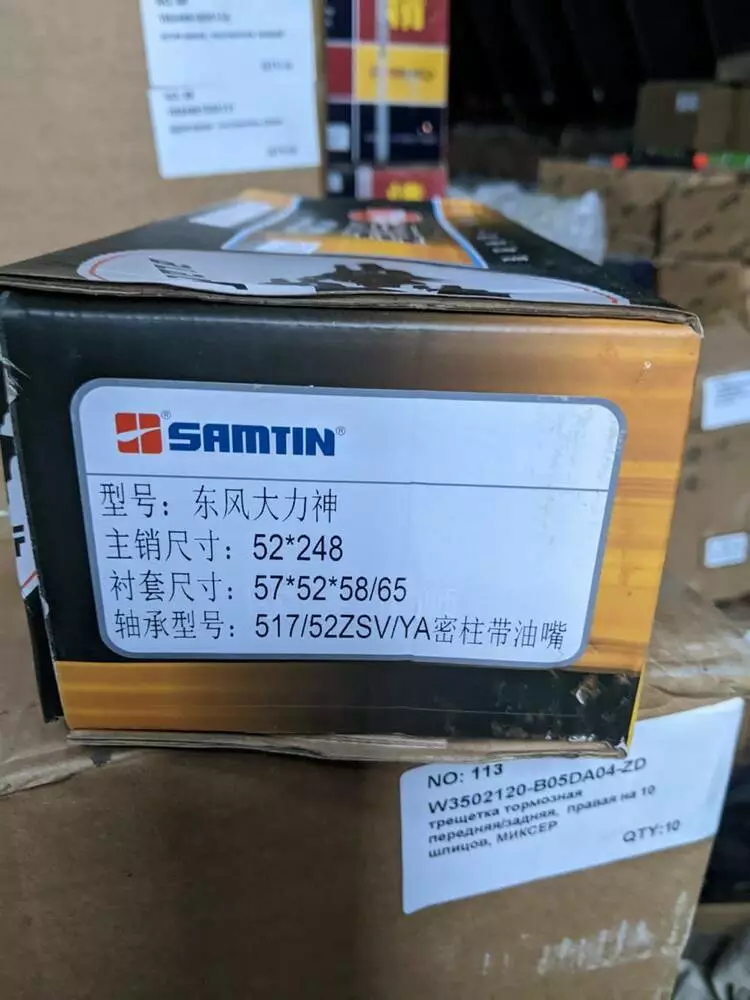 SAMTIN
型号：东风大力神
主销尺寸：52*248
衬套尺寸：57*52*58/65
轴承型号：517/52ZSV/YA密柱带油嘴
NO: 113
W3502120-B05DA04-ZD
трещетка тормозная
передняя/задняя, правая на 10
шпицов, МИКСЕР
QTY:10